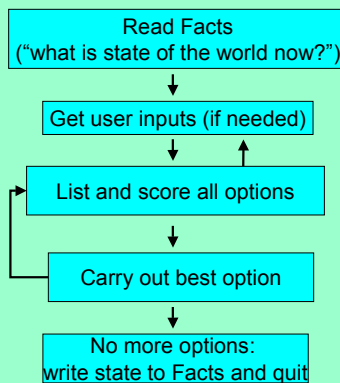 Read Facts
(“what is state of the world now?”)
Get user inputs (if needed)
List and score all options
Carry out best option
No more options:
write state to Facts and quit